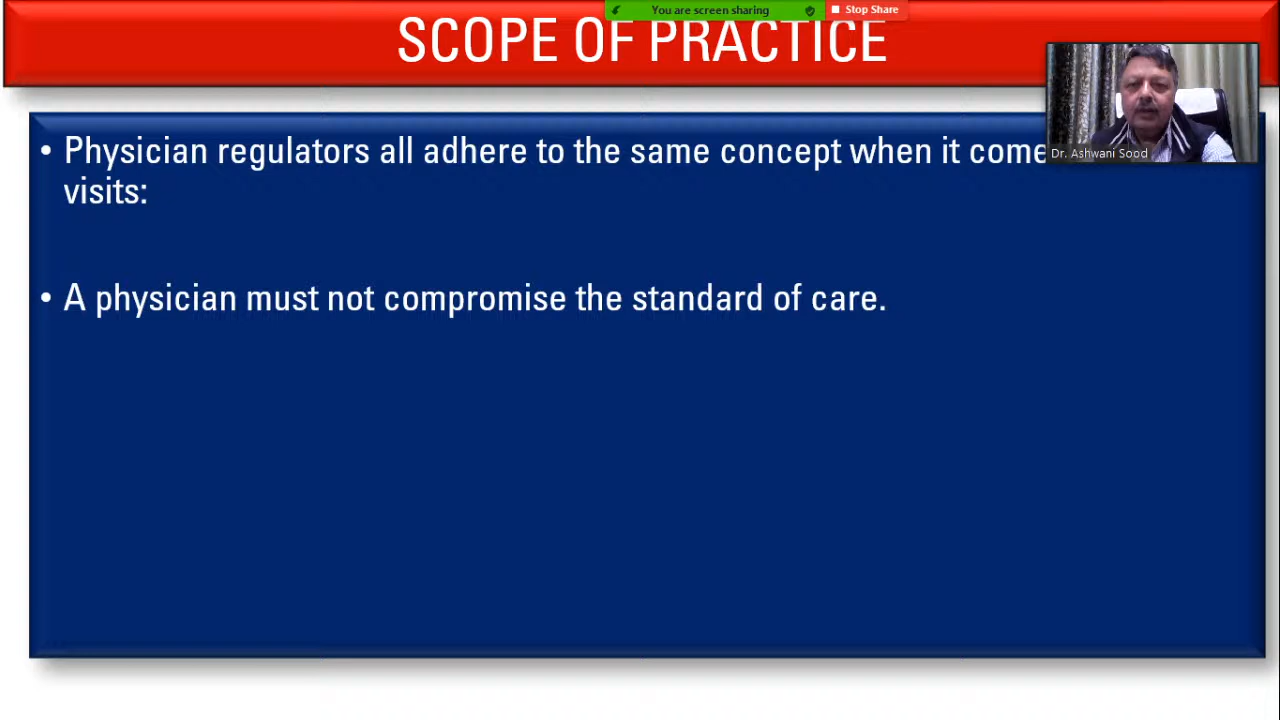 You are screen sharing
Stop Share
SCOPE OF PRACTICE
• Physician regulators all adhere to the same concept when it come
visits:
• A physician must not compromise the standard of care.
Dr. Ashwani Sood